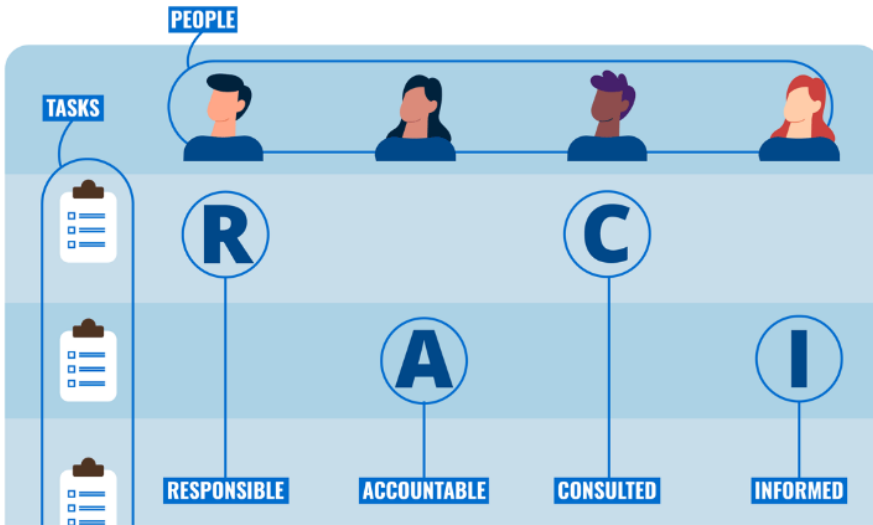 PEOPLE
TASKS
R
C
A
I
RESPONSIBLE
ACCOUNTABLE
CONSULTED
INFORMED